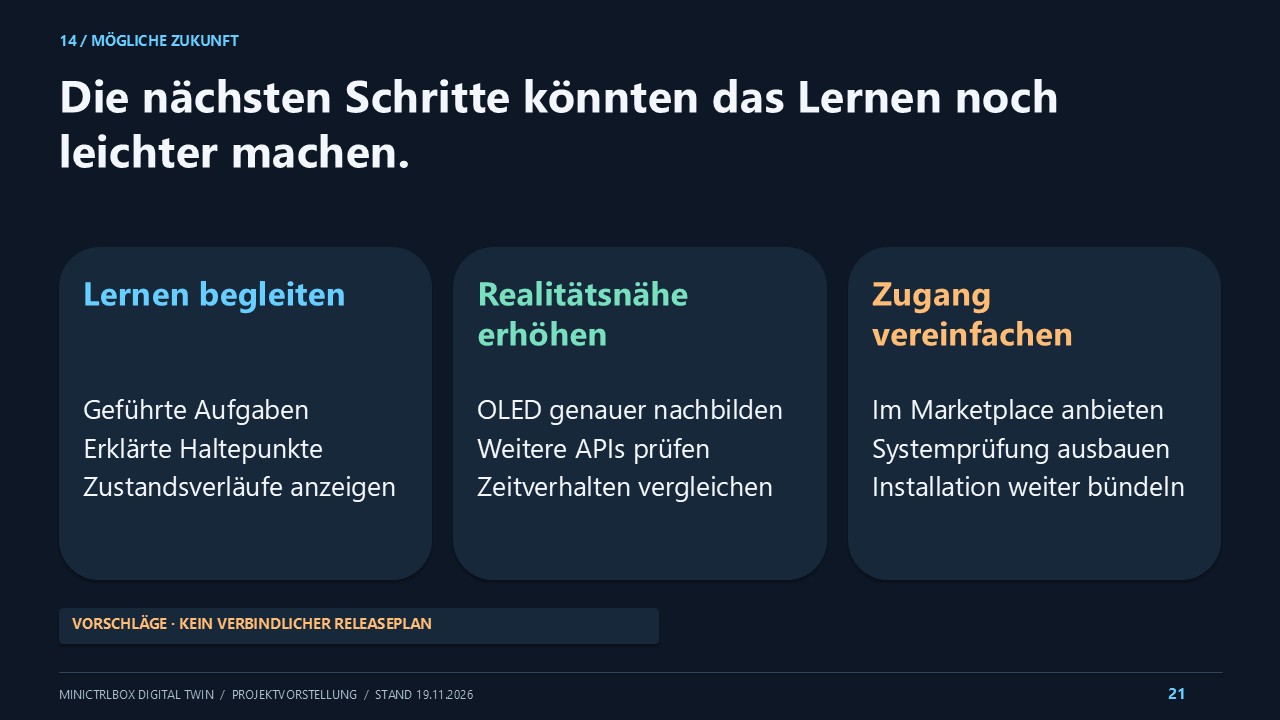 14 / MÖGLICHE ZUKUNFT
Die nächsten Schritte könnten das Lernen noch
leichter machen.
Lernen begleiten
Geführte Aufgaben
Erklärte Haltepunkte
Zustandsverläufe anzeigen
Realitätsnähe
erhöhen
OLED genauer nachbilden
Weitere APIs prüfen
Zeitverhalten vergleichen
Zugang
vereinfachen
Im Marketplace anbieten
Systemprüfung ausbauen
Installation weiter bündeln
VORSCHLÄGE · KEIN VERBINDLICHER RELEASEPLAN
MINICTRLBOX DIGITAL TWIN / PROJEKTVORSTELLUNG / STAND 19.11.2026
21